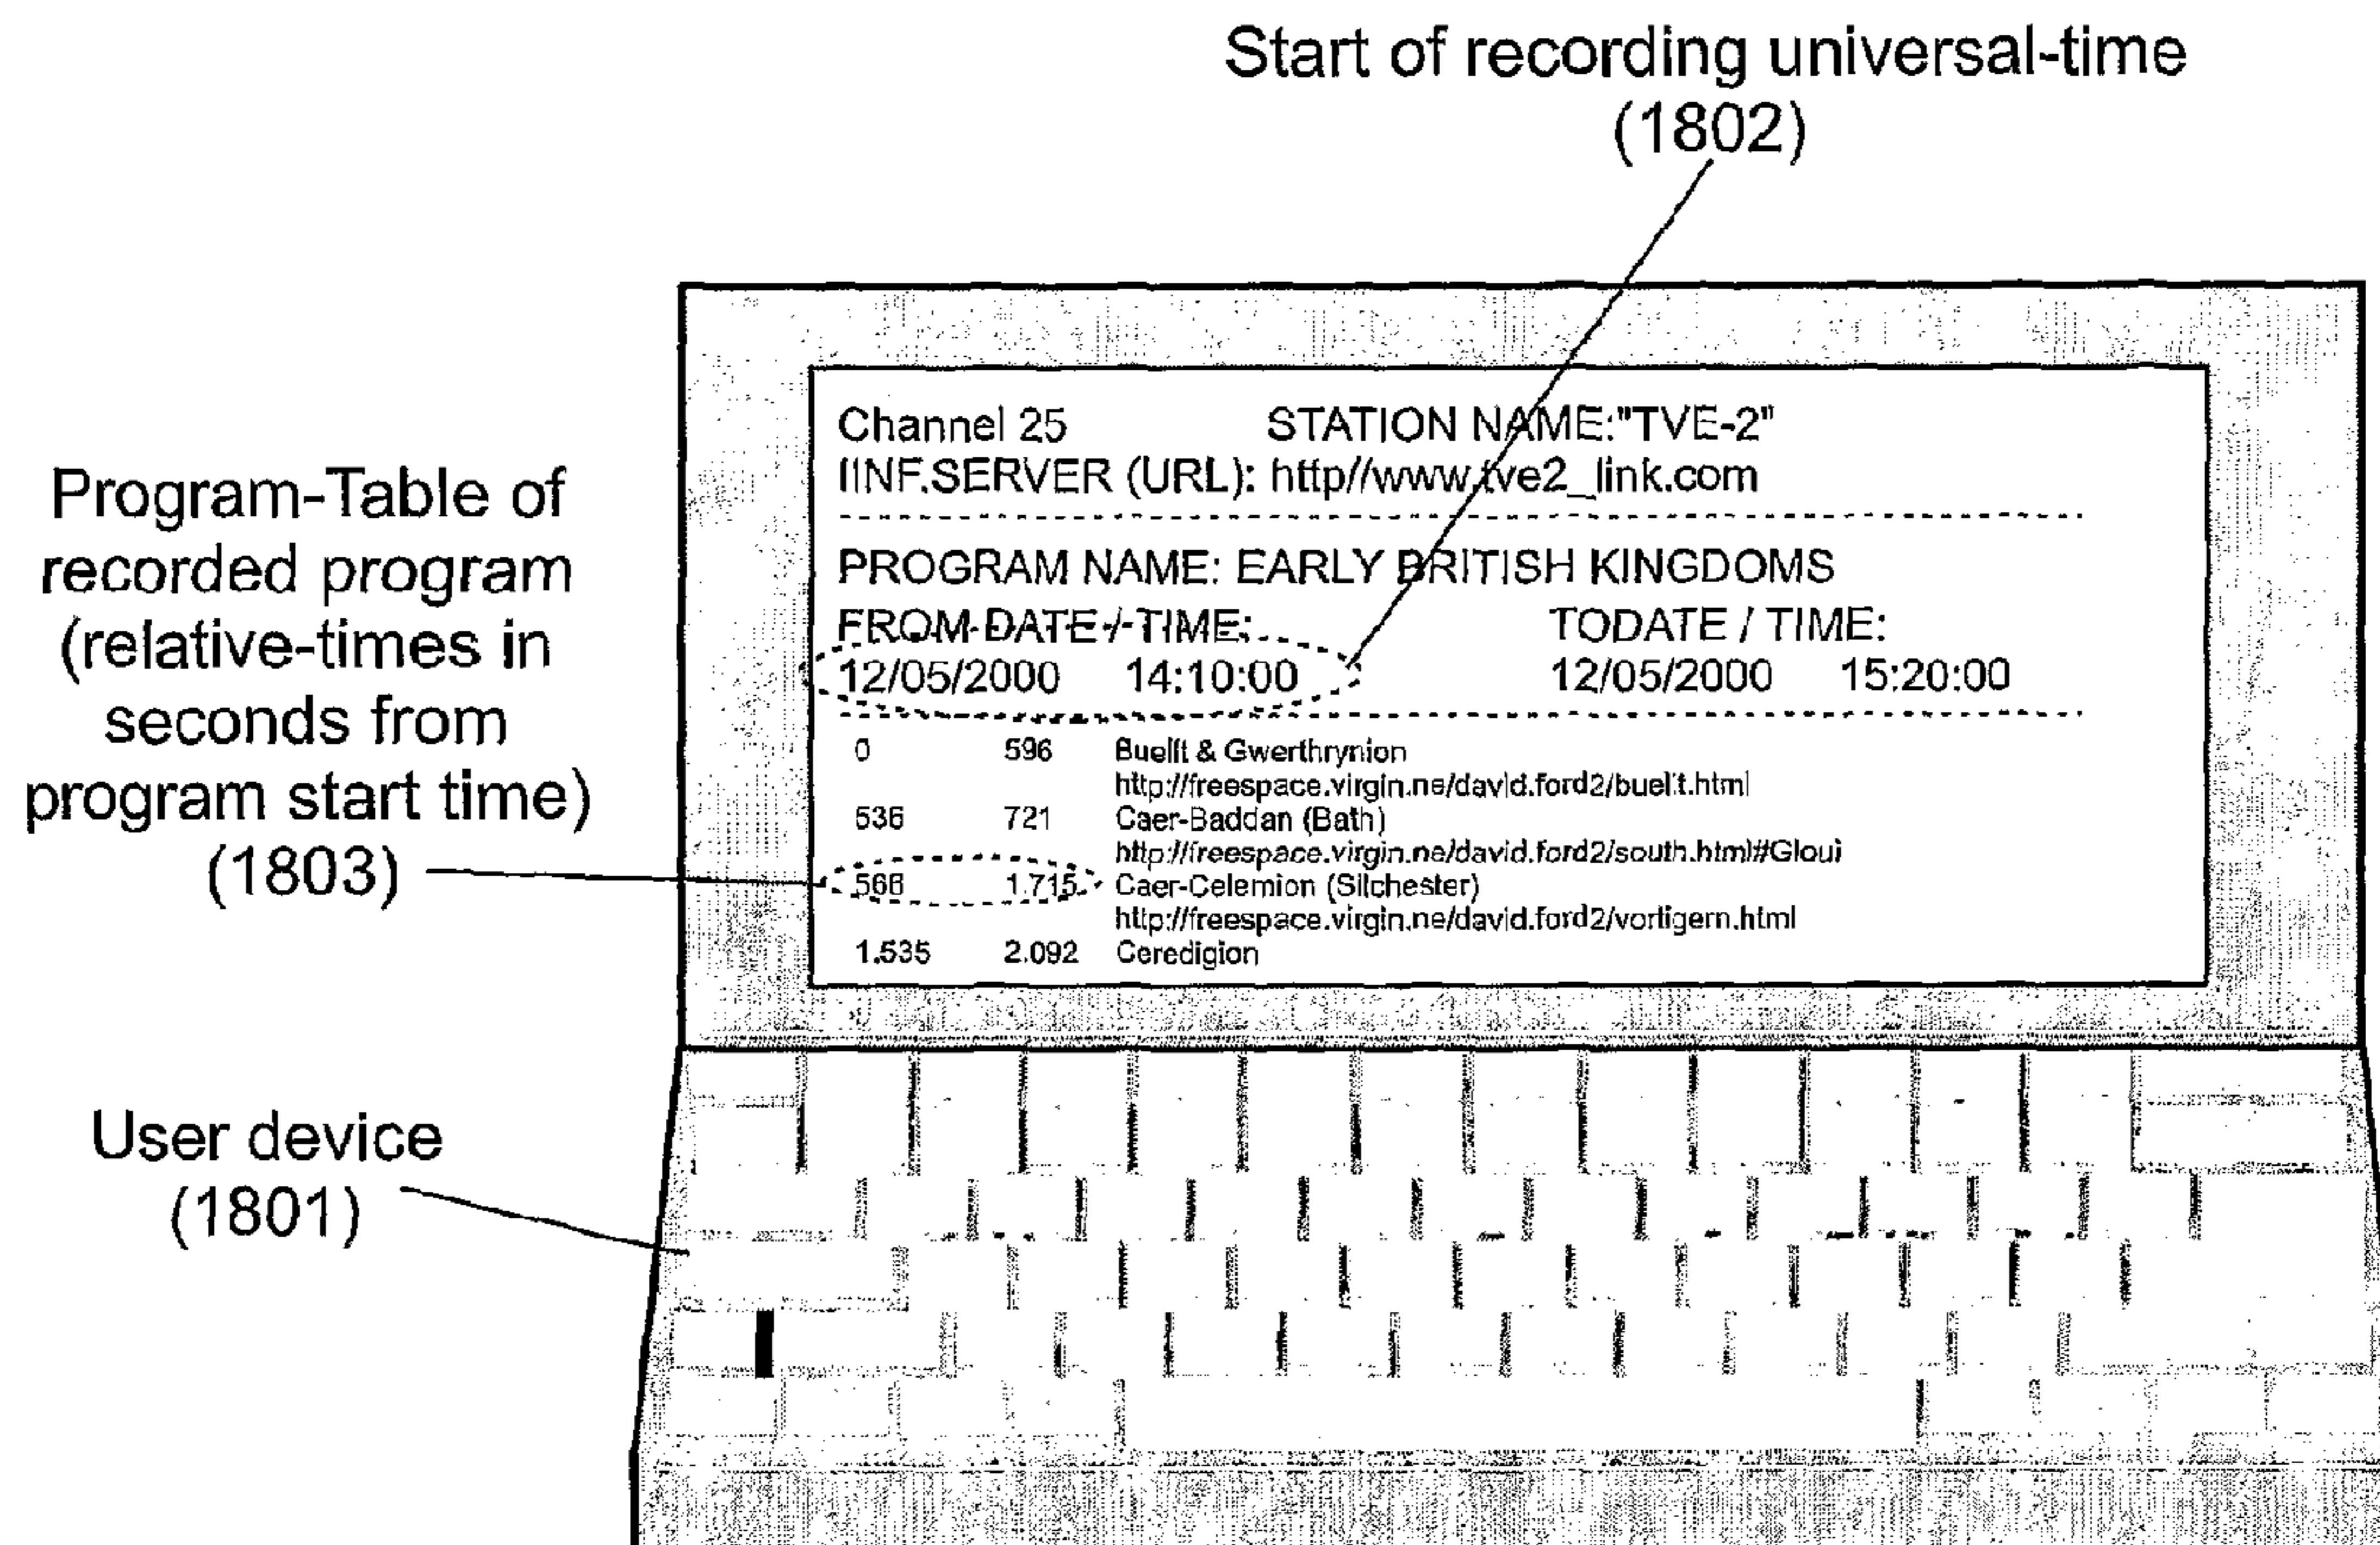 Start of recording universal-time
(1802)
Channel 25 STATION NAME:"TVE-2"
IINF.SERVER (URL): http//www.tve2_link.com
PROGRAM NAME: EARLY BRITISH KINGDOMS
FROM DATE / TIME: TODATE / TIME:
12/05/2000 14:10:00 12/05/2000 15:20:00
0 596 Buellt & Gwerthrynion
http://freespace.virgin.ne/david.ford2/buellt.html
536 721 Caer-Baddan (Bath)
http://freespace.virgin.ne/david.ford2/south.html#Gloui
566 1.715 Caer-Celemion (Silchester)
http://freespace.virgin.ne/david.ford2/vortigern.html
1.535 2.092 Ceredigion
Program-Table of
recorded program
(relative-times in
seconds from
program start time)
(1803)
User device
(1801)